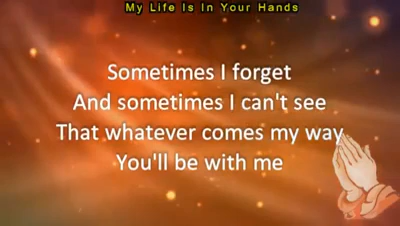 My Life Is In Your Hands
Sometimes I forget
And sometimes I can't see
That whatever comes my way
You'll be with me